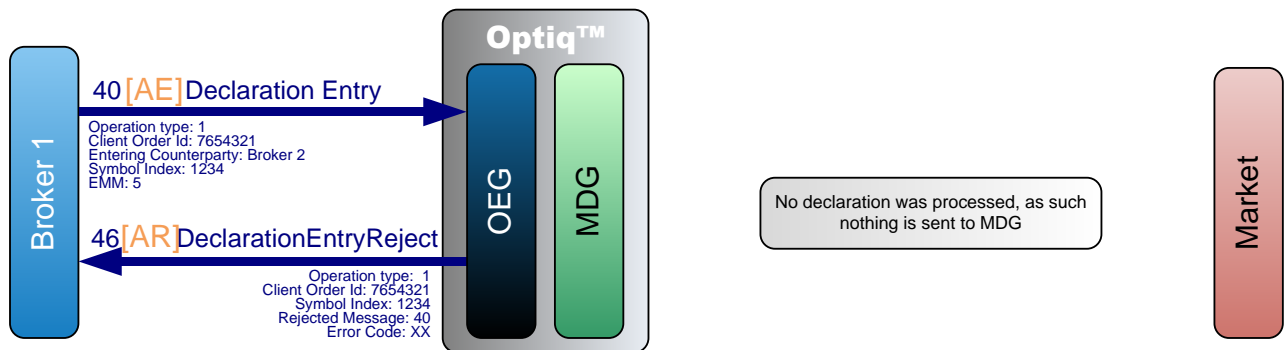 Optiq™
Broker 1
40 [AE] Declaration Entry
Operation type: 1
Client Order Id: 7654321
Entering Counterparty: Broker 2
Symbol Index: 1234
EMM: 5
46[AR]DeclarationEntryReject
Operation type: 1
Client Order Id: 7654321
Symbol Index: 1234
Rejected Message: 40
Error Code: XX
OEG
MDG
No declaration was processed, as such
nothing is sent to MDG
Market